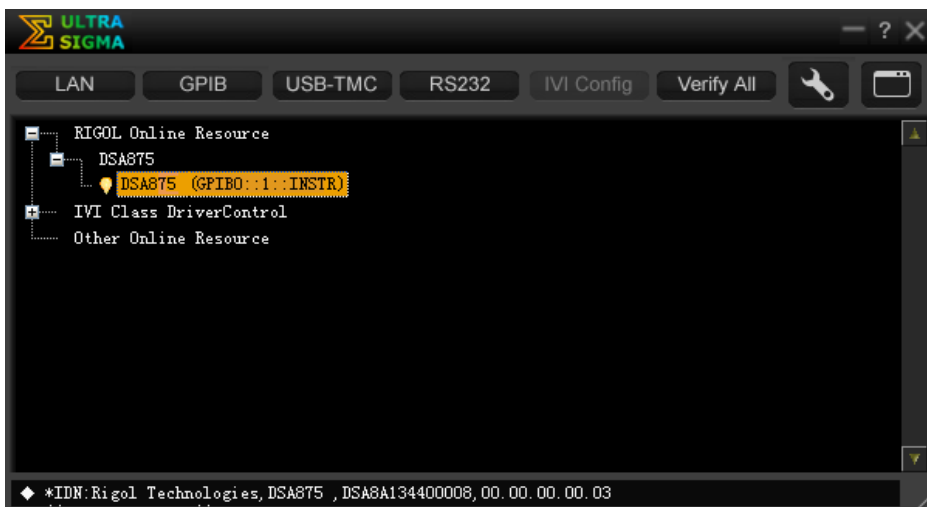 ULTRA
SIGMA
? 
LAN GPIB USB-TMC RS232 IVI Config Verify All
RIGOL Online Resource
DSA875
DSA875 (GPIB0::1::INSTR)
IVI Class DriverControl
Other Online Resource
*IDN:Rigol Technologies,DSA875 ,DSA8A134400008,00.00.00.00.03